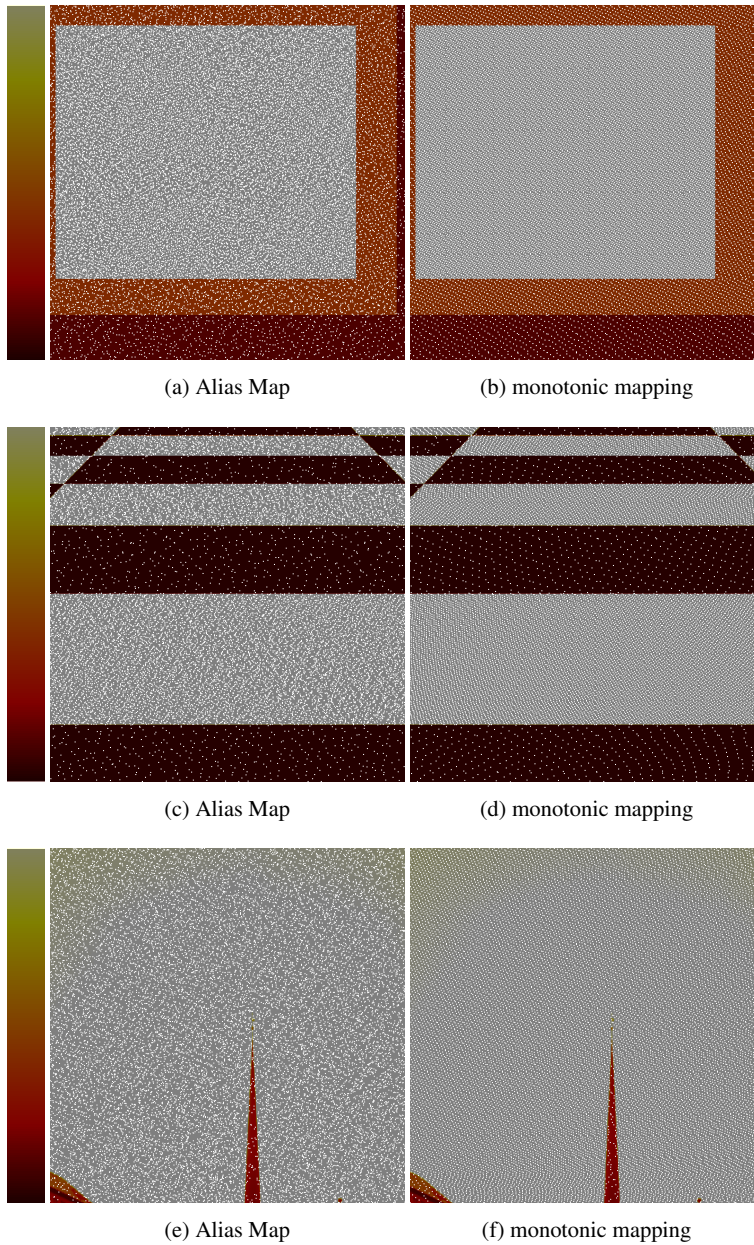 (a) Alias Map
(b) monotonic mapping
(c) Alias Map
(d) monotonic mapping
(e) Alias Map
(f) monotonic mapping